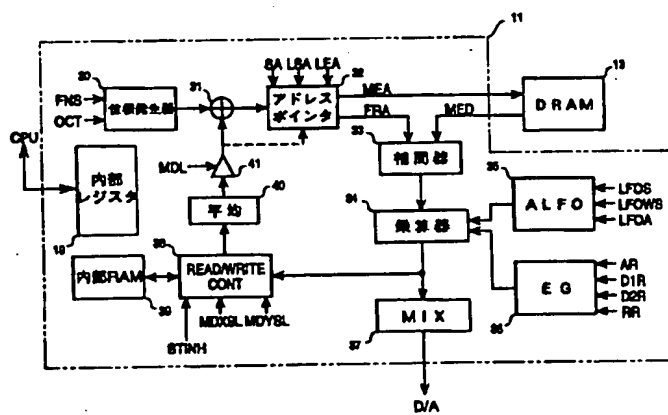 11
SA LSA LEA
30
31
32
13
FNS
OCT
位相発生器
アドレス
ポインタ
MEA
FRA
MED
DRAM
CPU
MDL
41
33
補間器
内部
レジスタ
40
平均
34
乗算器
35
ALFO
LFOS
LFOWS
LFOA
38
内部RAM
39
READ/WRITE
CONT
EG
36
AR
D1R
D2R
RR
MIX
37
STINH
MDXSL MDYSL
D/A